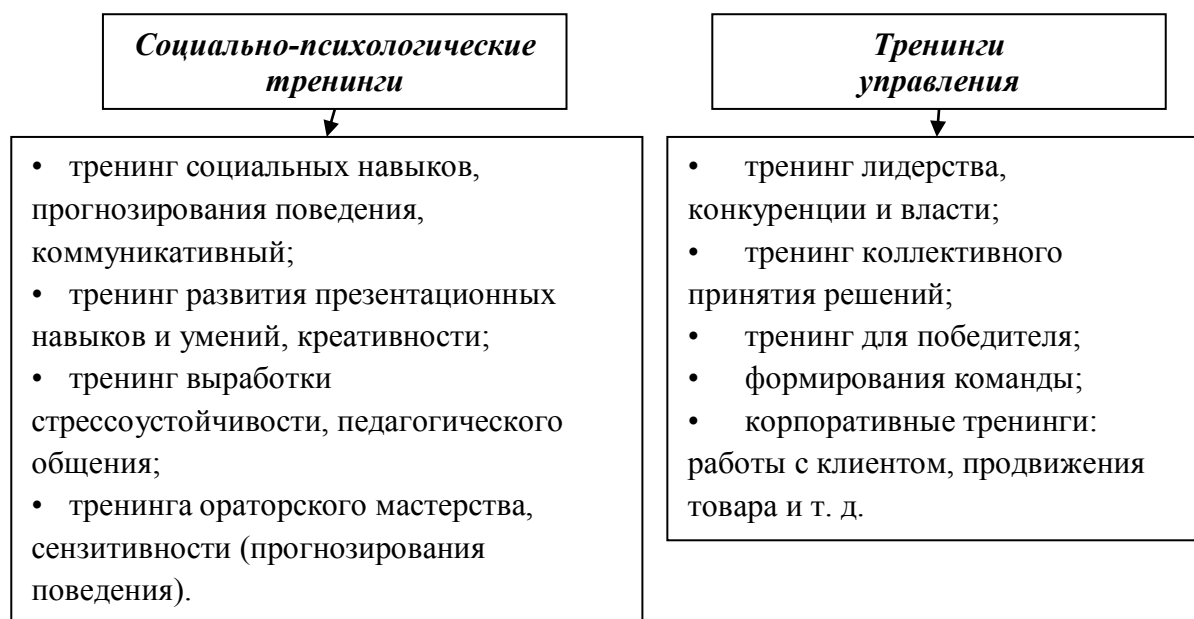 Социально-психологические
тренинги
• тренинг социальных навыков,
прогнозирования поведения,
коммуникативный;
• тренинг развития презентационных
навыков и умений, креативности;
• тренинг выработки
стрессоустойчивости, педагогического
общения;
• тренинга ораторского мастерства,
сензитивности (прогнозирования
поведения).
Тренинги
управления
• тренинг лидерства,
конкуренции и власти;
• тренинг коллективного
принятия решений;
• тренинг для победителя;
• формирования команды;
• корпоративные тренинги:
работы с клиентом, продвижения
товара и т. д.